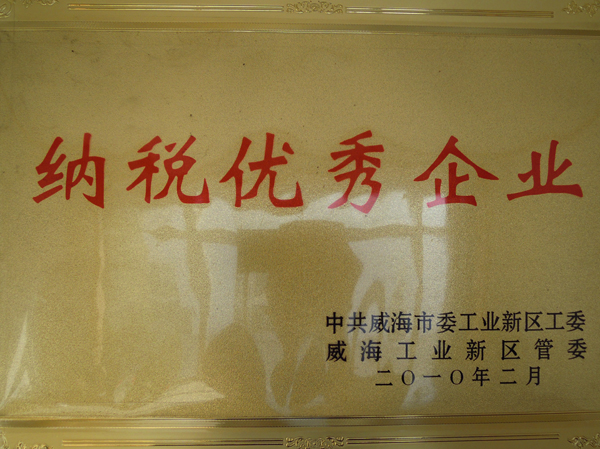 纳税优秀企业
中共威海市委工业新区工委
威海工业新区管委
二〇一〇年二月